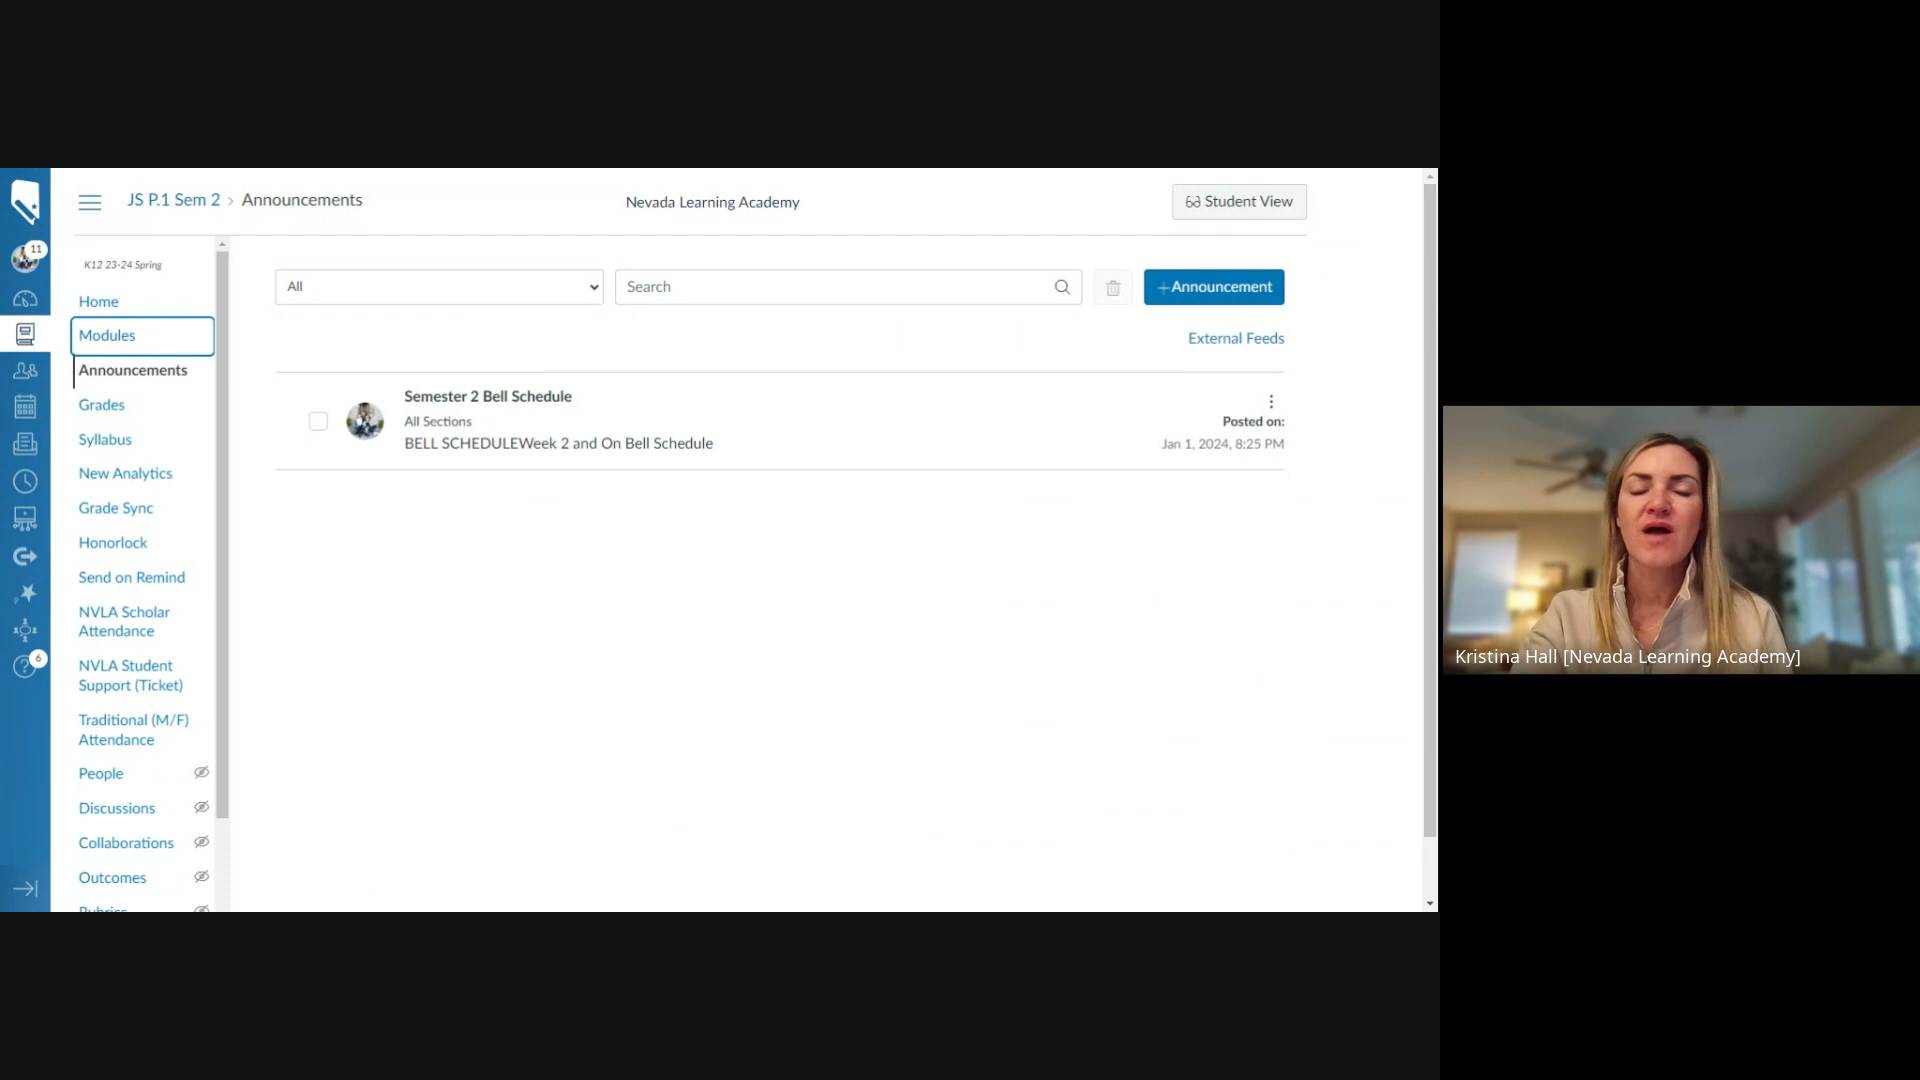 JS P.1 Sem 2 › Announcements
Nevada Learning Academy
Student View
11
K12 23-24 Spring
Home
Modules
Announcements
Grades
Syllabus
New Analytics
Grade Sync
Honorlock
Send on Remind
NVLA Scholar
Attendance
NVLA Student
Support (Ticket)
Traditional (M/F)
Attendance
People
Discussions
Collaborations
Outcomes
Rubrics
6
All
Search
+Announcement
External Feeds
Semester 2 Bell Schedule
All Sections
BELL SCHEDULEWeek 2 and On Bell Schedule
Posted on:
Jan 1, 2024, 8:25 PM
Kristina Hall [Nevada Learning Academy]